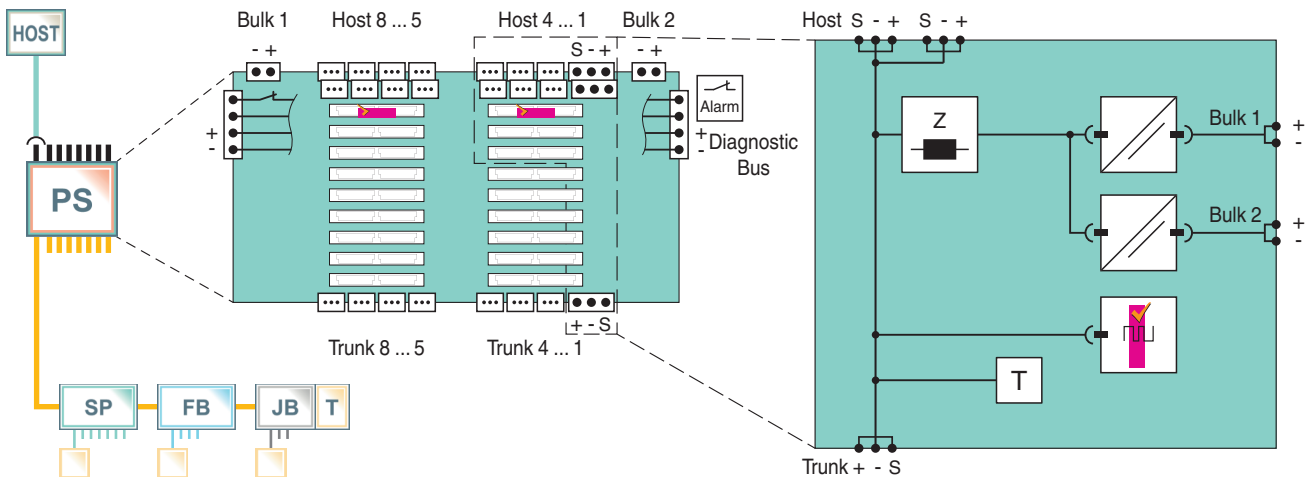 HOST
PS
SP
FB
JB
T
Bulk 1
Host 8 ... 5
Host 4 ... 1
Bulk 2
- +
S - +
- +
Alarm
+
-
+
-
Diagnostic
Bus
+ - S
Trunk 8 ... 5
Trunk 4 ... 1
Host S - + S - +
Z
Bulk 1
+
-
Bulk 2
+
-
T
Trunk + - S